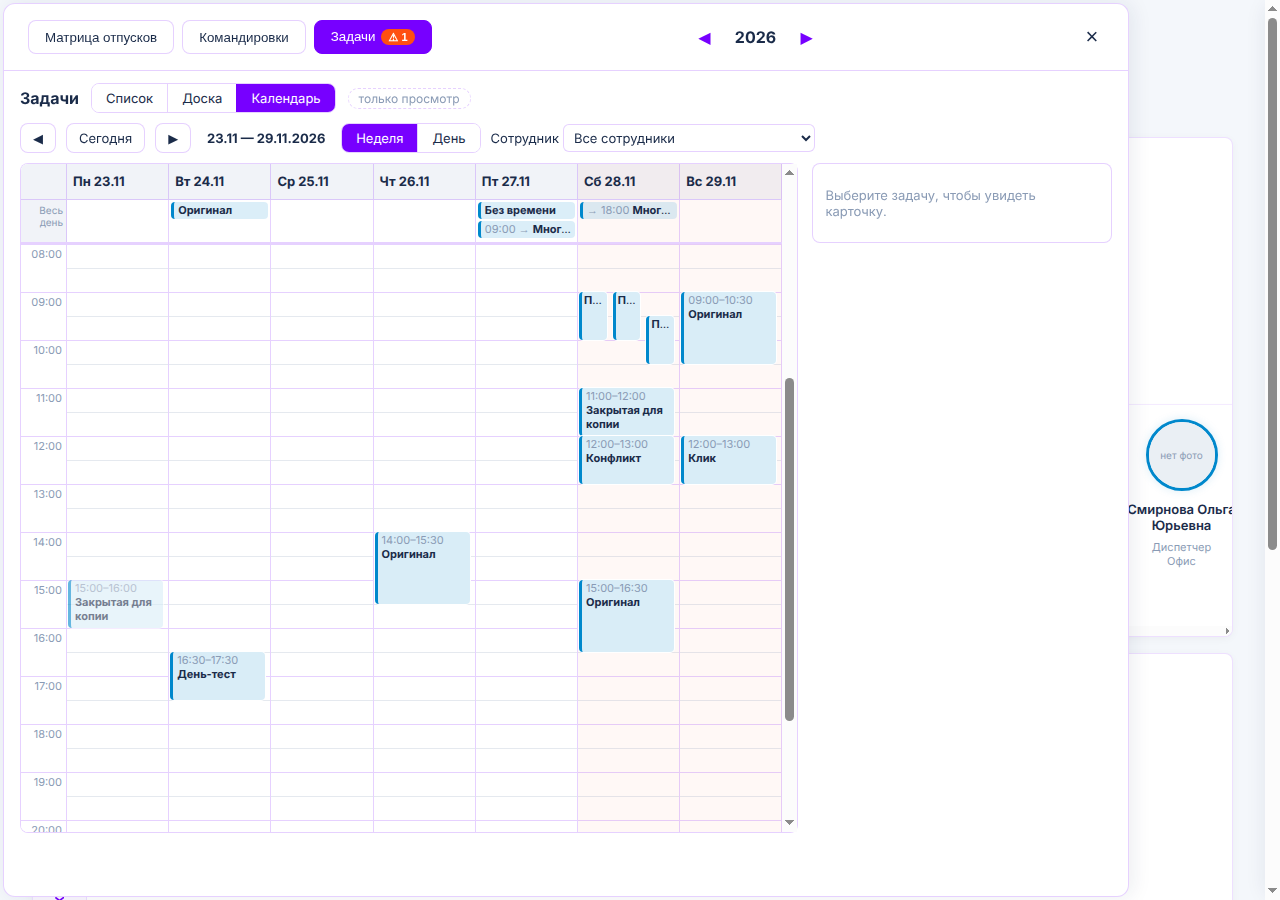 Матрица отпусков
Командировки
Задачи ⚠ 1
◀ 2026 ▶
×
Задачи
Список
Доска
Календарь
только просмотр
◀
Сегодня
▶
23.11 — 29.11.2026
Неделя
День
Сотрудник
Все сотрудники
Пн 23.11
Вт 24.11
Ср 25.11
Чт 26.11
Пт 27.11
Сб 28.11
Вс 29.11
Весь
день
Оригинал
Без времени
09:00 → Мног…
→ 18:00 Мног…
08:00
09:00
10:00
11:00
12:00
13:00
14:00
15:00
16:00
17:00
18:00
19:00
20:00
15:00–16:00
Закрытая для
копии
16:30–17:30
День-тест
14:00–15:30
Оригинал
П…
П…
П…
11:00–12:00
Закрытая для
копии
12:00–13:00
Конфликт
15:00–16:30
Оригинал
09:00–10:30
Оригинал
12:00–13:00
Клик
Выберите задачу, чтобы увидеть
карточку.
нет фото
Смирнова Ольга
Юрьевна
Диспетчер
Офис